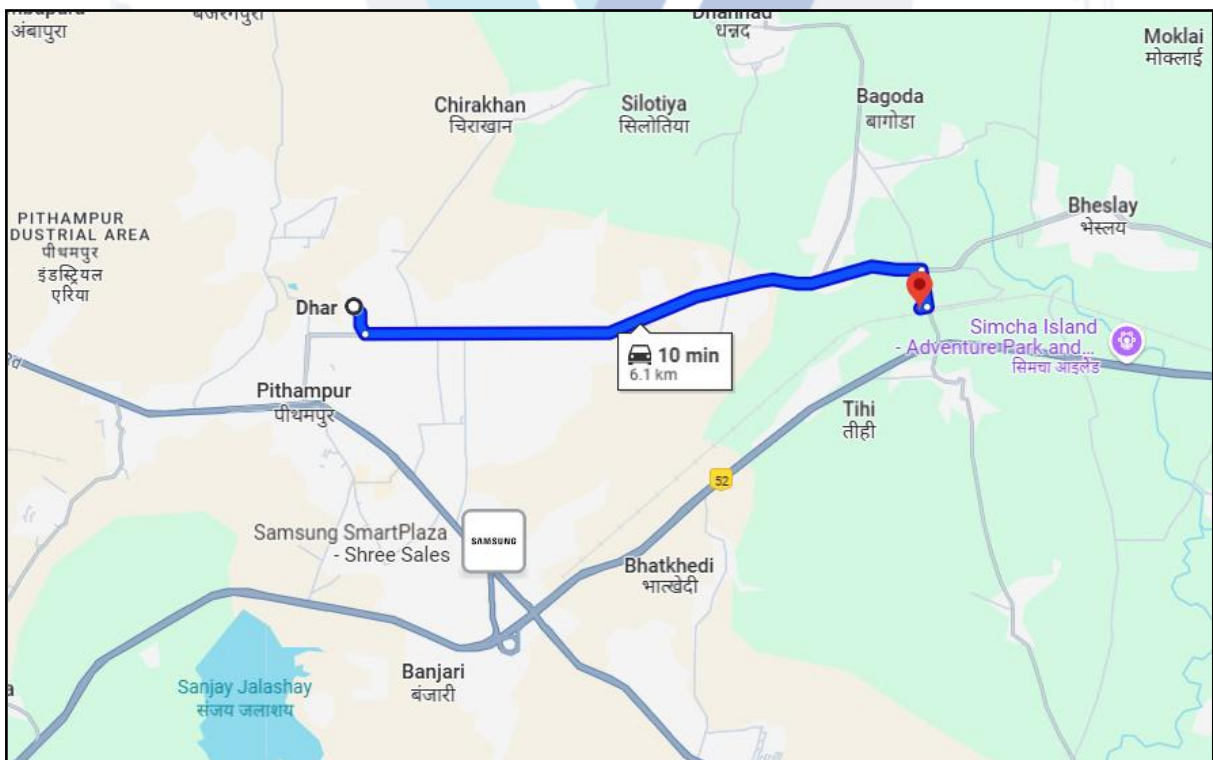 अंबापुरा
धन्नद
Moklai
मोक्लाई
Chirakhan
चिराखान
Silotiya
सिलोतिया
Bagoda
बागोडा
PITHAMPUR
DUSTRIAL AREA
पीथमपुर
इंडस्ट्रियल
एरिया
Bheslay
भेस्लय
Dhar
10 min
6.1 km
Simcha Island
- Adventure Park and...
सिमचा आइलैंड
Pithampur
पीथमपुर
Tihi
तीही
52
Samsung SmartPlaza
- Shree Sales
SAMSUNG
Bhatkhedi
भात्खेदी
Banjari
बंजारी
Sanjay Jalashay
संजय जलाशय